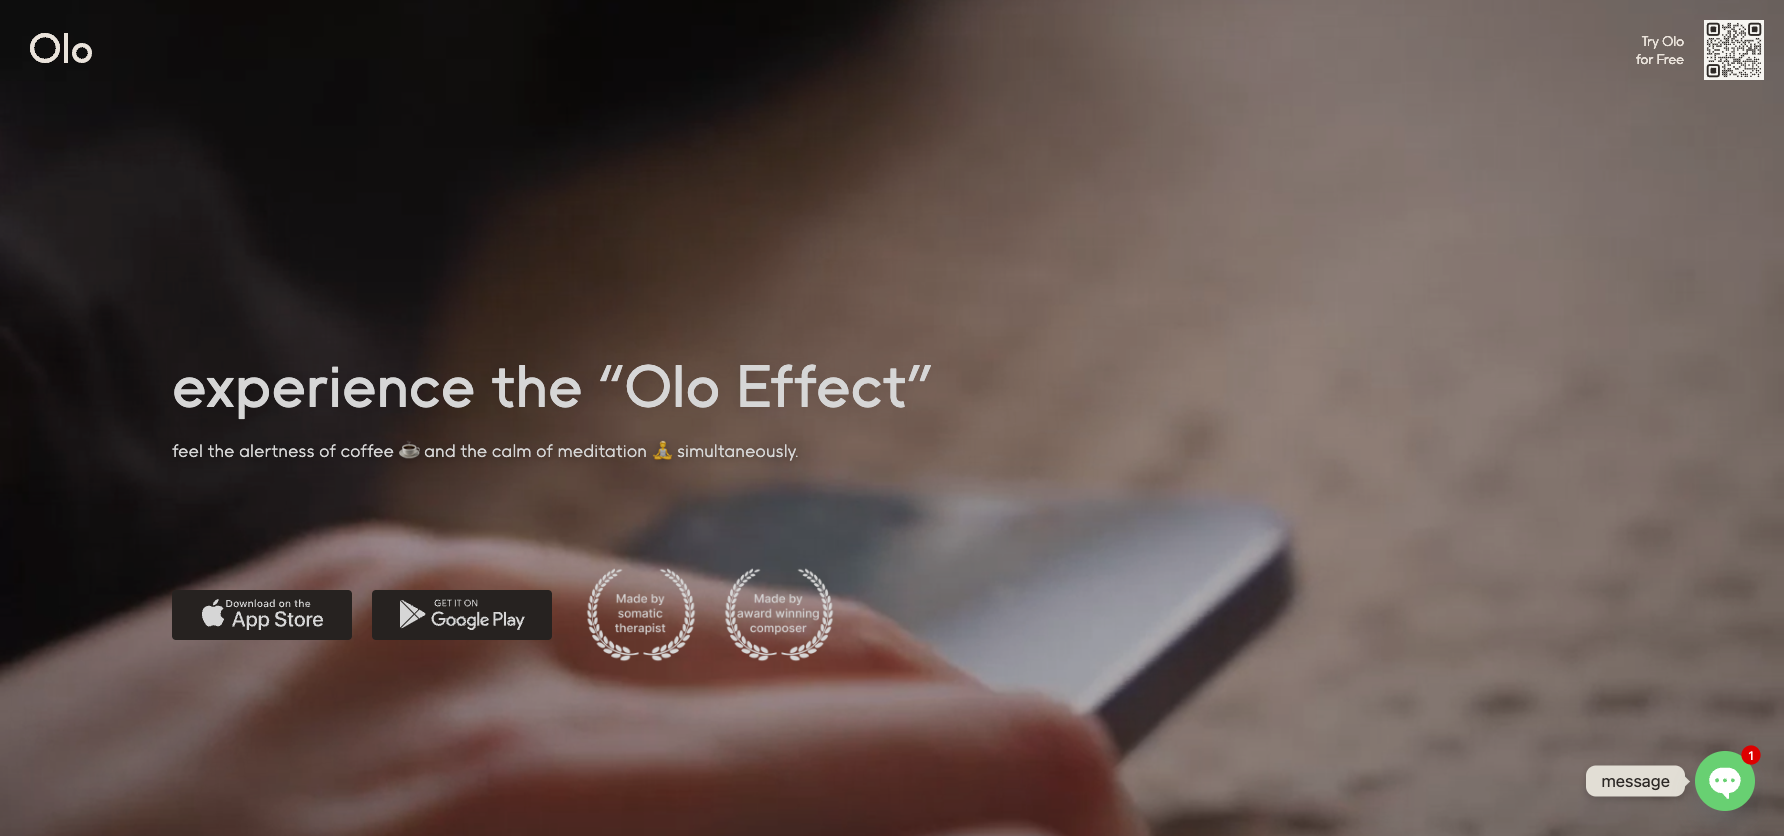 Olo
Try Olo
for Free
experience the “Olo Effect”
feel the alertness of coffee ☕ and the calm of meditation 🧘 simultaneously.
Download on the
App Store
GET IT ON
Google Play
Made by
somatic
therapist
Made by
award winning
composer
message
1